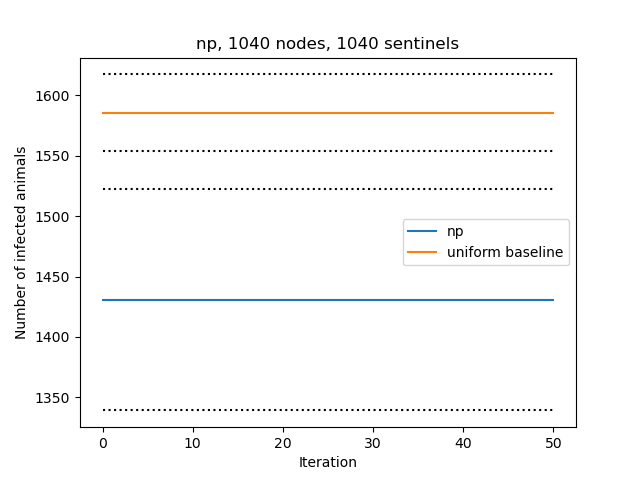 np, 1040 nodes, 1040 sentinels
Number of infected animals
1600
1550
1500
1450
1400
1350
np
uniform baseline
0 10 20 30 40 50
Iteration